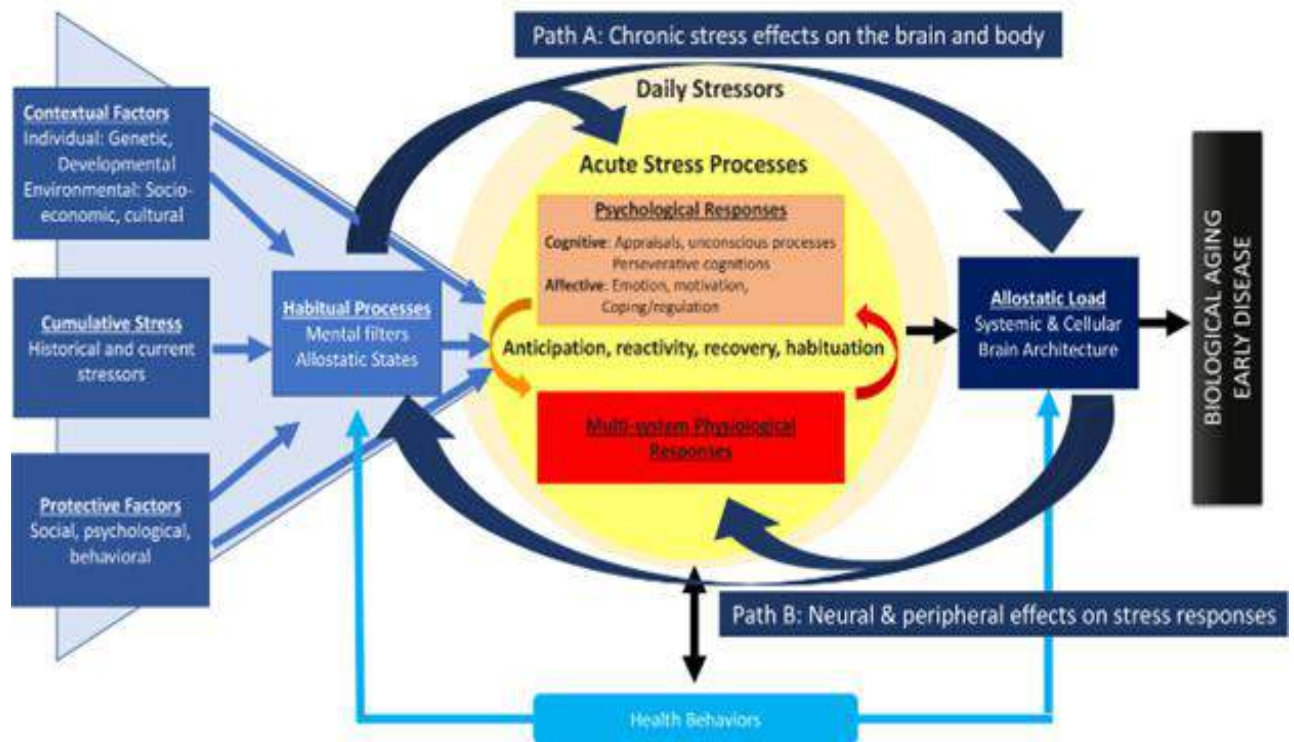 Path A: Chronic stress effects on the brain and body
Contextual Factors
Individual: Genetic,
Developmental
Environmental: Socio-
economic, cultural
Cumulative Stress
Historical and current
stressors
Protective Factors
Social, psychological,
behavioral
Habitual Processes
Mental filters
Allostatic States
Daily Stressors
Acute Stress Processes
Psychological Responses
Cognitive: Appraisals, unconscious processes
Perseverative cognitions
Affective: Emotion, motivation,
Coping/regulation
Anticipation, reactivity, recovery, habituation
Multi-system Physiological
Responses
Allostatic Load
Systemic & Cellular
Brain Architecture
BIOLOGICAL AGING
EARLY DISEASE
Path B: Neural & peripheral effects on stress responses
Health Behaviors